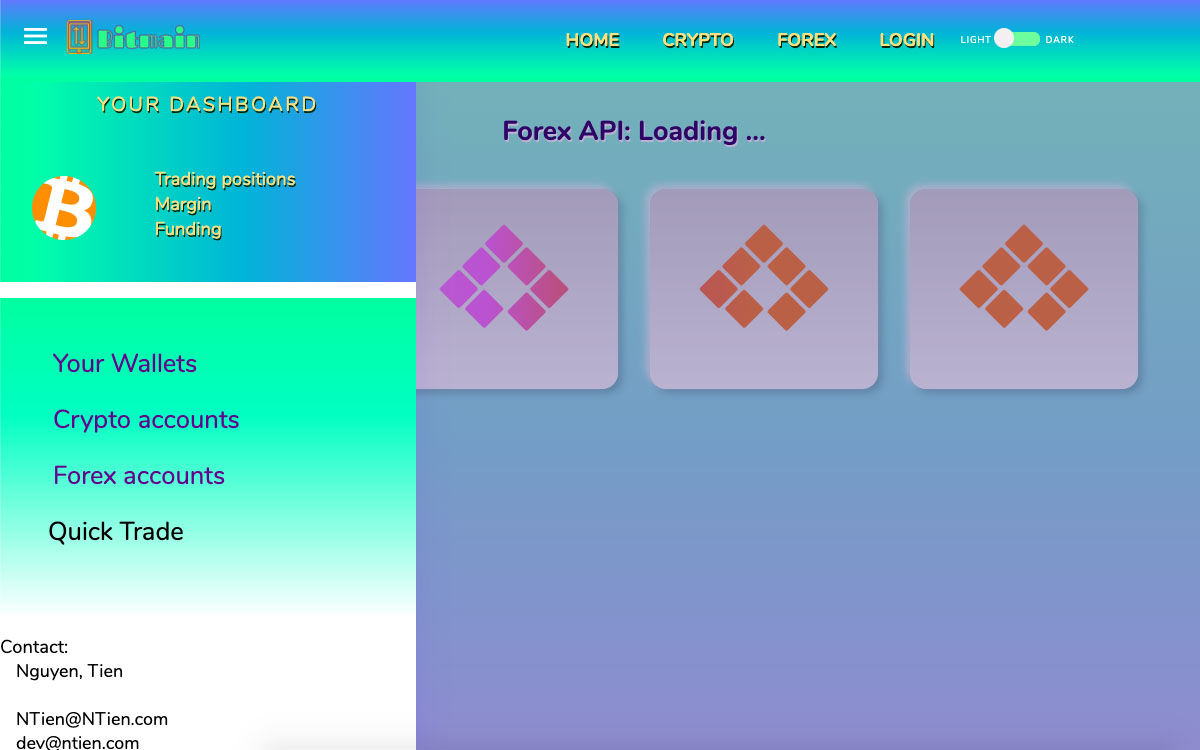 Bitmain
HOME
CRYPTO
FOREX
LOGIN
LIGHT
DARK
YOUR DASHBOARD
Trading positions
Margin
Funding
Your Wallets
Crypto accounts
Forex accounts
Quick Trade
Contact:
Nguyen, Tien
NTien@NTien.com
dev@ntien.com
Forex API: Loading ...